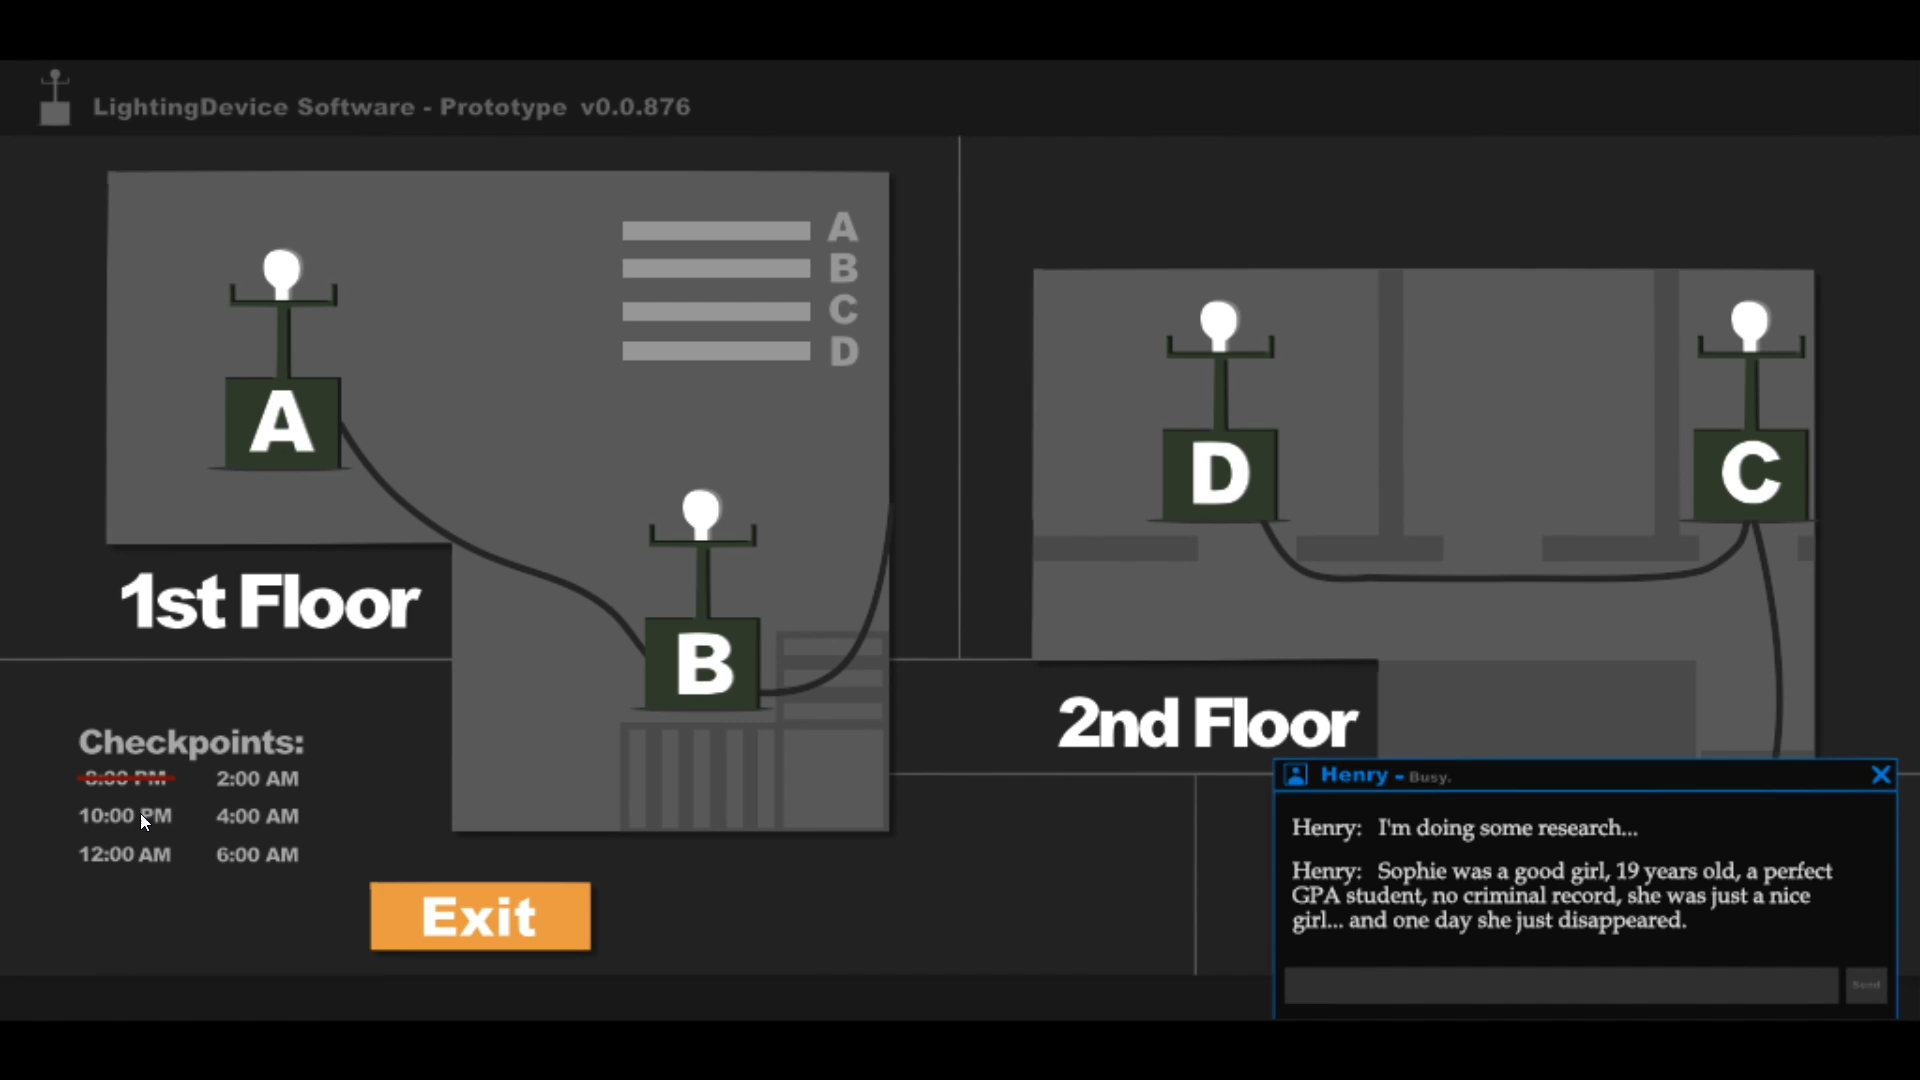 LightingDevice Software - Prototype v0.0.876
A
B
C
D
A
B
1st Floor
D
C
2nd Floor
Checkpoints:
8:00 PM
2:00 AM
10:00 PM
4:00 AM
12:00 AM
6:00 AM
Exit
Henry - Busy.
Henry: I'm doing some research...
Henry: Sophie was a good girl, 19 years old, a perfect
GPA student, no criminal record, she was just a nice
girl... and one day she just disappeared.
Send